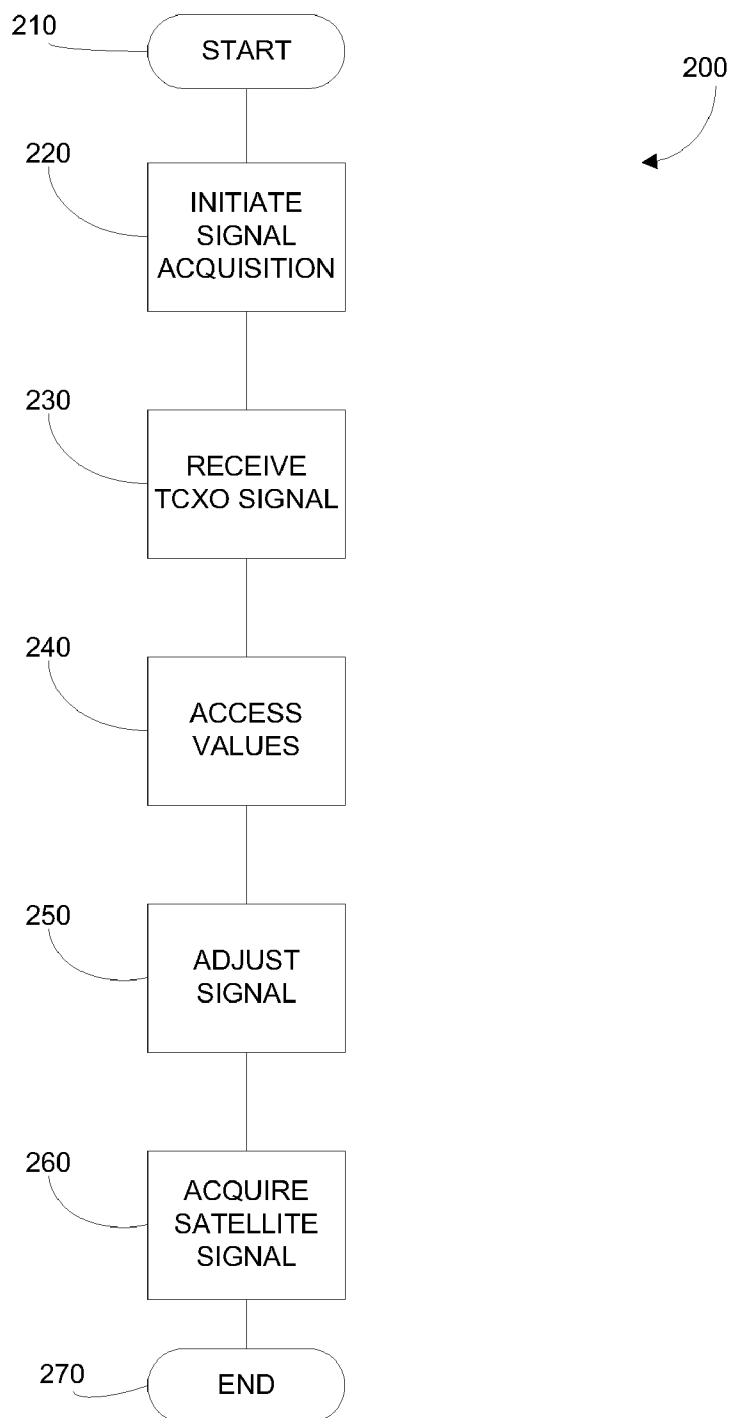 210
START
200
220
INITIATE
SIGNAL
ACQUISITION
230
RECEIVE
TCXO SIGNAL
240
ACCESS
VALUES
250
ADJUST
SIGNAL
260
ACQUIRE
SATELLITE
SIGNAL
270
END